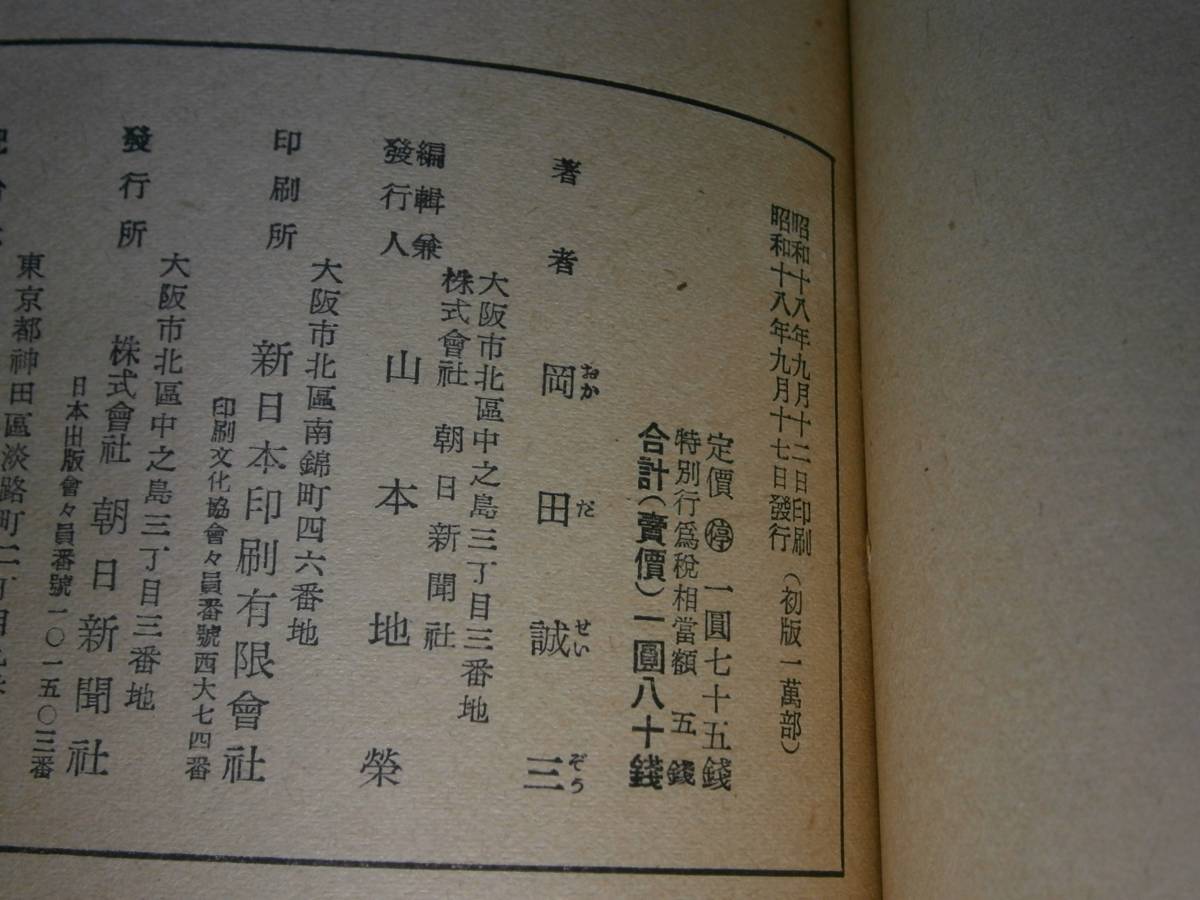 昭和十八年九月十二日印刷
昭和十八年九月十七日發行
(初版一萬部)
定價 停 一圓七十五錢
特別行爲稅相當額 五錢
合計(賣價)一圓八十錢
著者 岡田誠三
おか だ せい ぞう
大阪市北區中之島三丁目三番地
株式會社 朝日新聞社
編輯兼
發行人 山本地榮
大阪市北區南錦町四六番地
印刷所 新日本印刷有限會社
印刷文化協會々員番號西大七四番
大阪市北區中之島三丁目三番地
發行所 株式會社 朝日新聞社
日本出版會々員番號一〇一五〇三番
東京都神田區淡路町二丁目